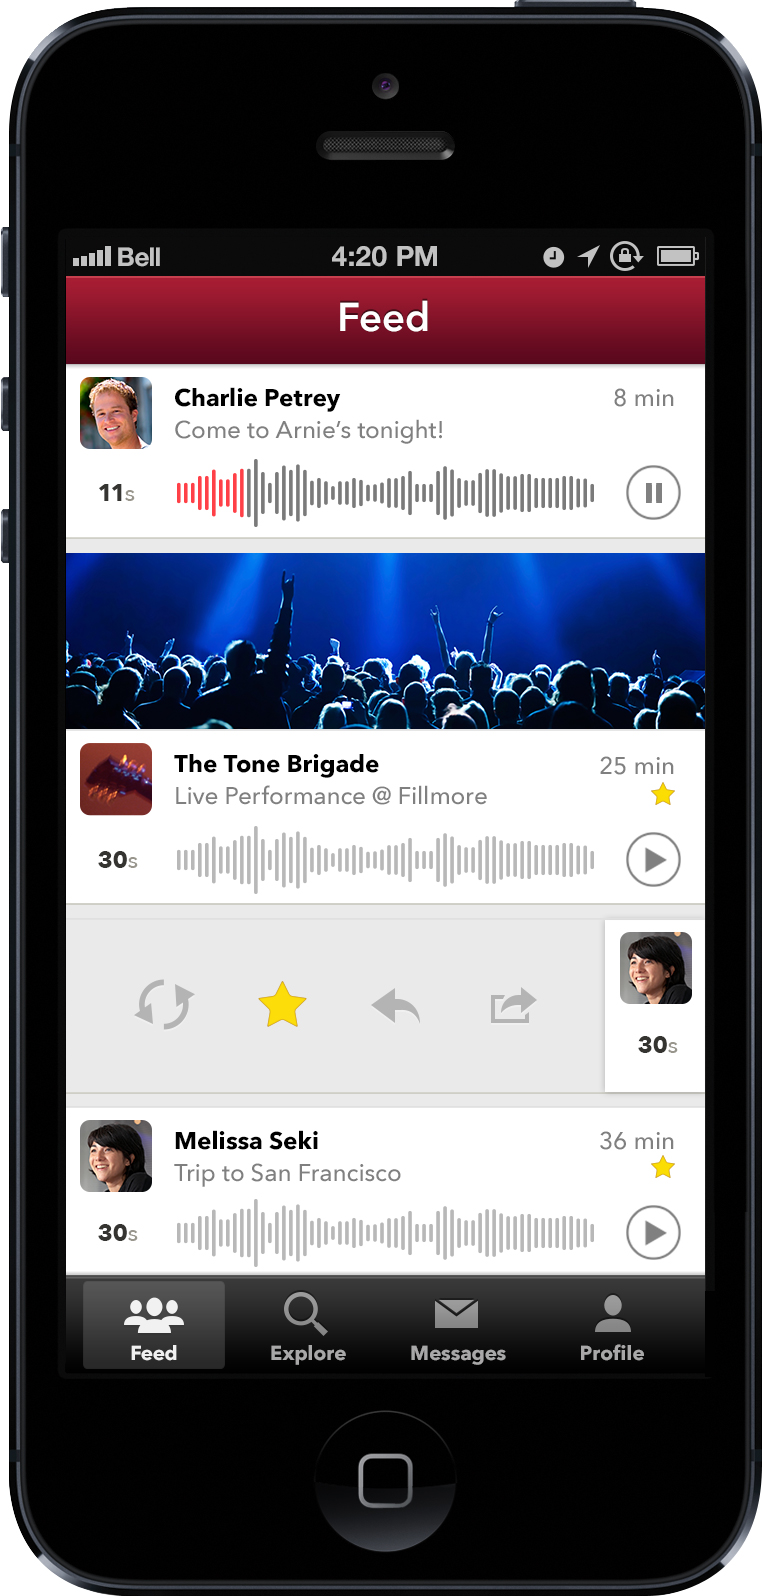 Bell 4:20 PM
Feed
Charlie Petrey 8 min
Come to Arnie's tonight!
11s
The Tone Brigade 25 min
Live Performance @ Fillmore
30s
30s
Melissa Seki 36 min
Trip to San Francisco
30s
Feed Explore Messages Profile